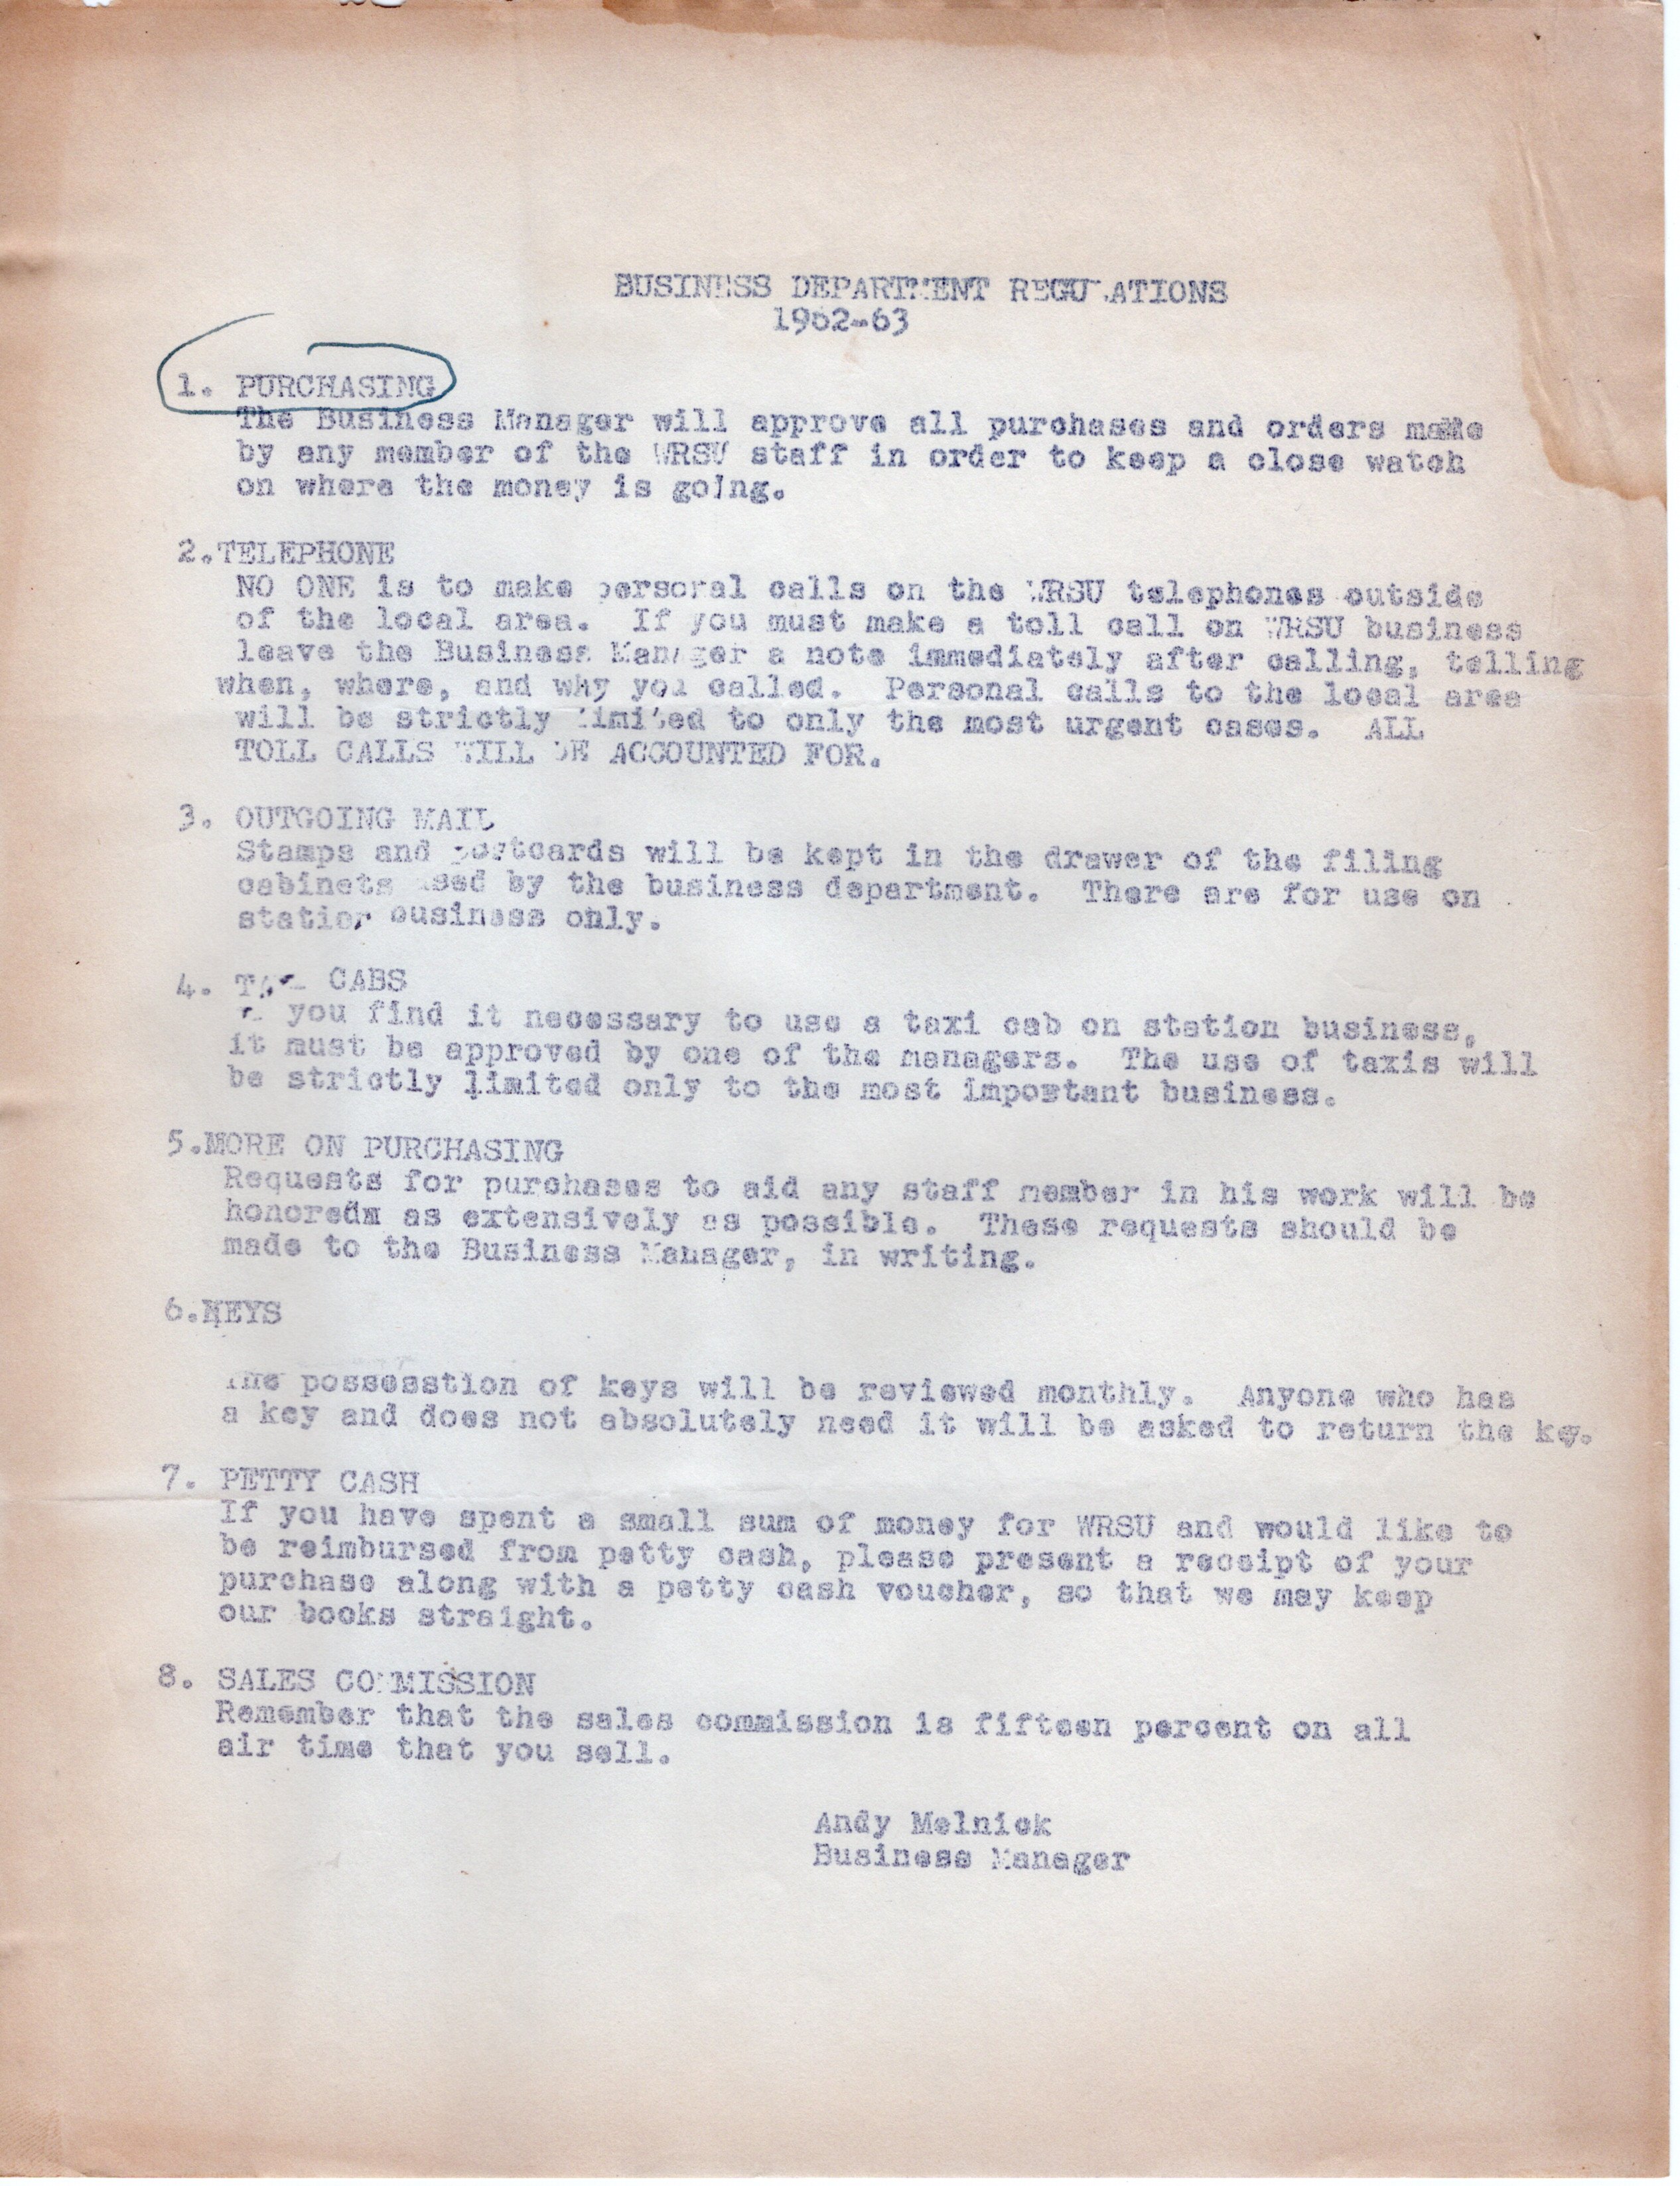 BUSINESS DEPARTMENT REGULATIONS
1962-63
1. PURCHASING
The Business Manager will approve all purchases and orders made
by any member of the WRSU staff in order to keep a close watch
on where the money is going.
2.TELEPHONE
NO ONE is to make personal calls on the WRSU telephones outside
of the local area. If you must make a toll call on WRSU business
leave the Business Manager a note immediately after calling, telling
when, where, and why you called. Personal calls to the local area
will be strictly limited to only the most urgent cases. ALL
TOLL CALLS WILL BE ACCOUNTED FOR.
3. OUTGOING MAIL
Stamps and postcards will be kept in the drawer of the filing
cabinets used by the business department. There are for use on
station business only.
4. TAXI CABS
If you find it necessary to use a taxi cab on station business,
it must be approved by one of the managers. The use of taxis will
be strictly limited only to the most important business.
5.MORE ON PURCHASING
Requests for purchases to aid any staff member in his work will be
honored as extensively as possible. These requests should be
made to the Business Manager, in writing.
6.KEYS
The possesstion of keys will be reviewed monthly. Anyone who has
a key and does not absolutely need it will be asked to return the key.
7. PETTY CASH
If you have spent a small sum of money for WRSU and would like to
be reimbursed from petty cash, please present a receipt of your
purchase along with a petty cash voucher, so that we may keep
our books straight.
8. SALES COMMISSION
Remember that the sales commission is fifteen percent on all
air time that you sell.
Andy Melnick
Business Manager